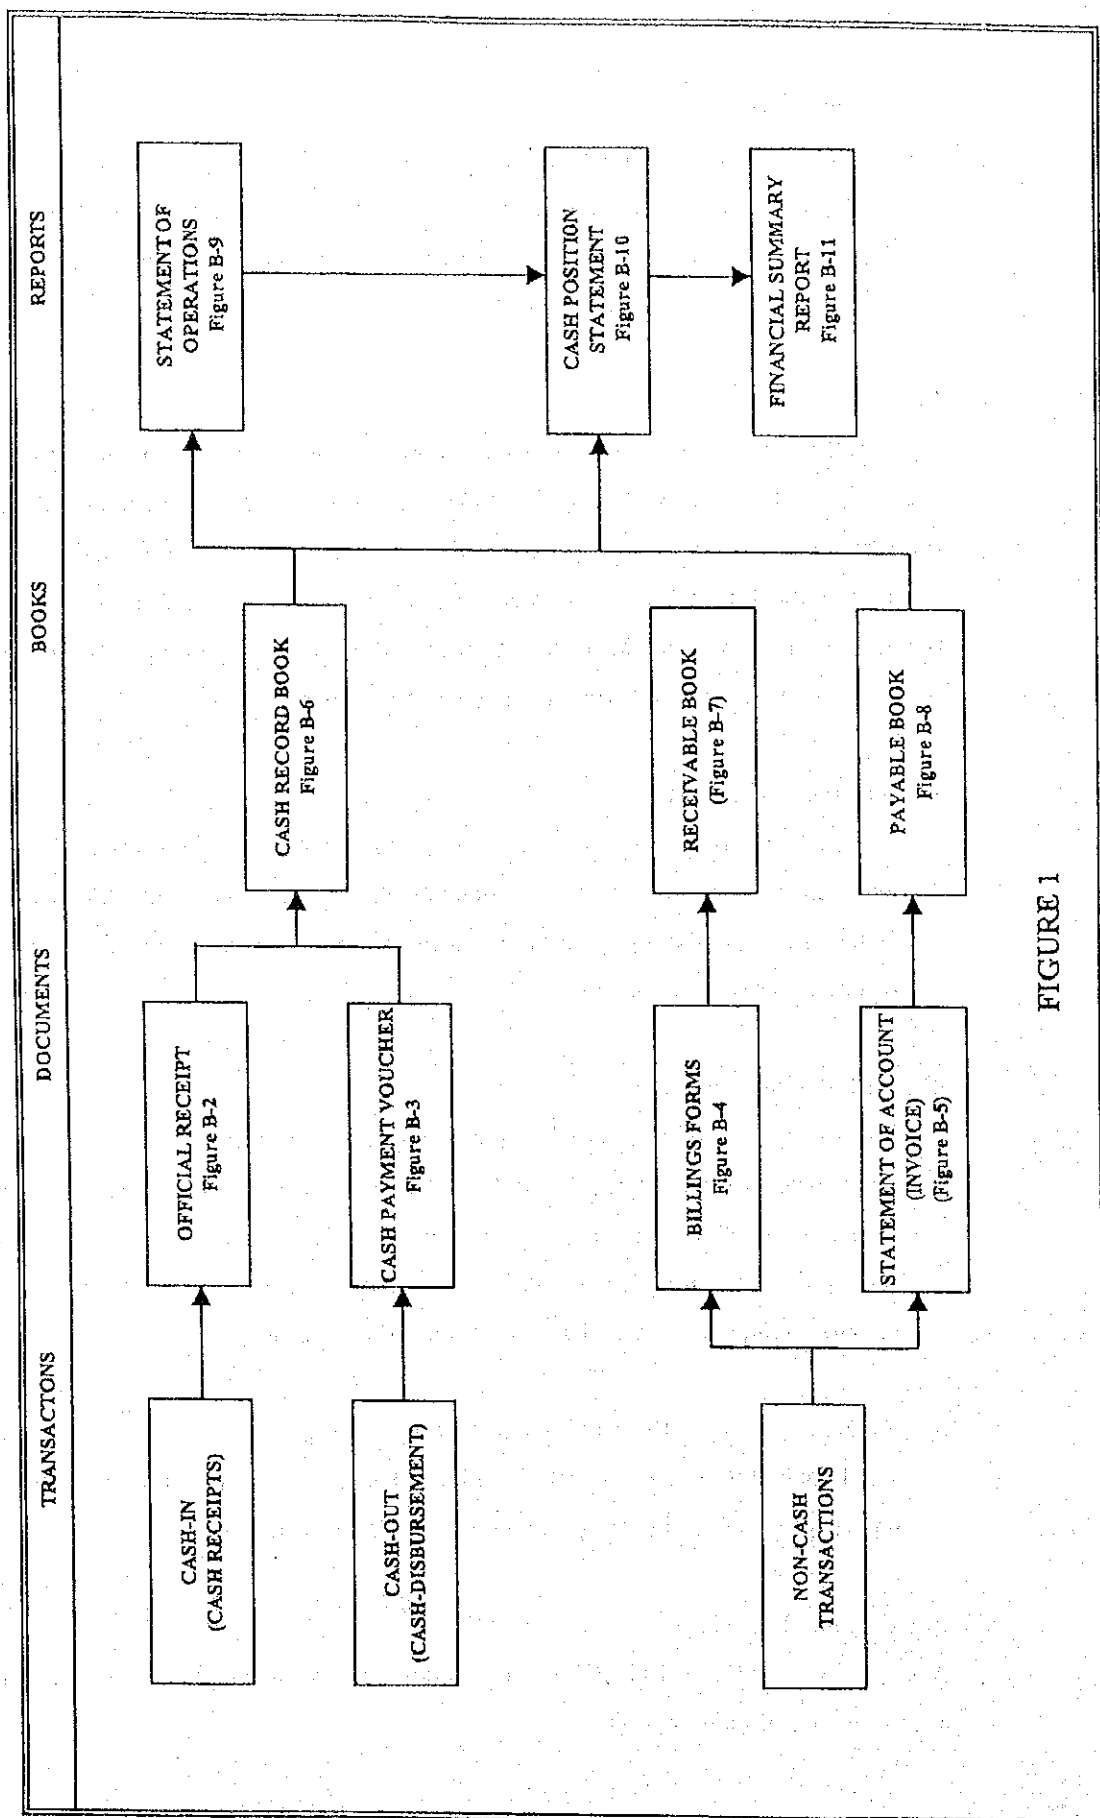 TRANSACTONS
DOCUMENTS
BOOKS
REPORTS
CASH-IN
(CASH RECEIPTS)
OFFICIAL RECEIPT
Figure B-2
CASH-OUT
(CASH-DISBURSEMENT)
CASH PAYMENT VOUCHER
Figure B-3
CASH RECORD BOOK
Figure B-6
STATEMENT OF
OPERATIONS
Figure B-9
CASH POSITION
STATEMENT
Figure B-10
NON-CASH
TRANSACTIONS
BILLINGS FORMS
Figure B-4
RECEIVABLE BOOK
(Figure B-7)
FINANCIAL SUMMARY
REPORT
Figure B-11
STATEMENT OF ACCOUNT
(INVOICE)
(Figure B-5)
PAYABLE BOOK
Figure B-8
FIGURE 1